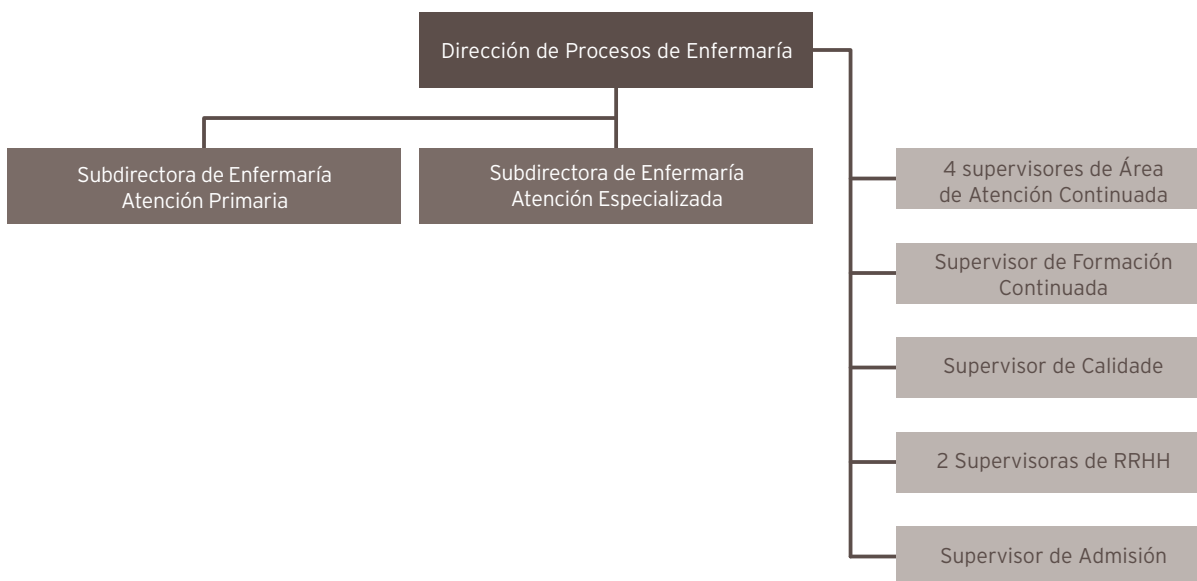 Dirección de Procesos de Enfermaría
Subdirectora de Enfermaría
Atención Primaria
Subdirectora de Enfermaría
Atención Especializada
4 supervisores de Área
de Atención Continuada
Supervisor de Formación
Continuada
Supervisor de Calidade
2 Supervisoras de RRHH
Supervisor de Admisión